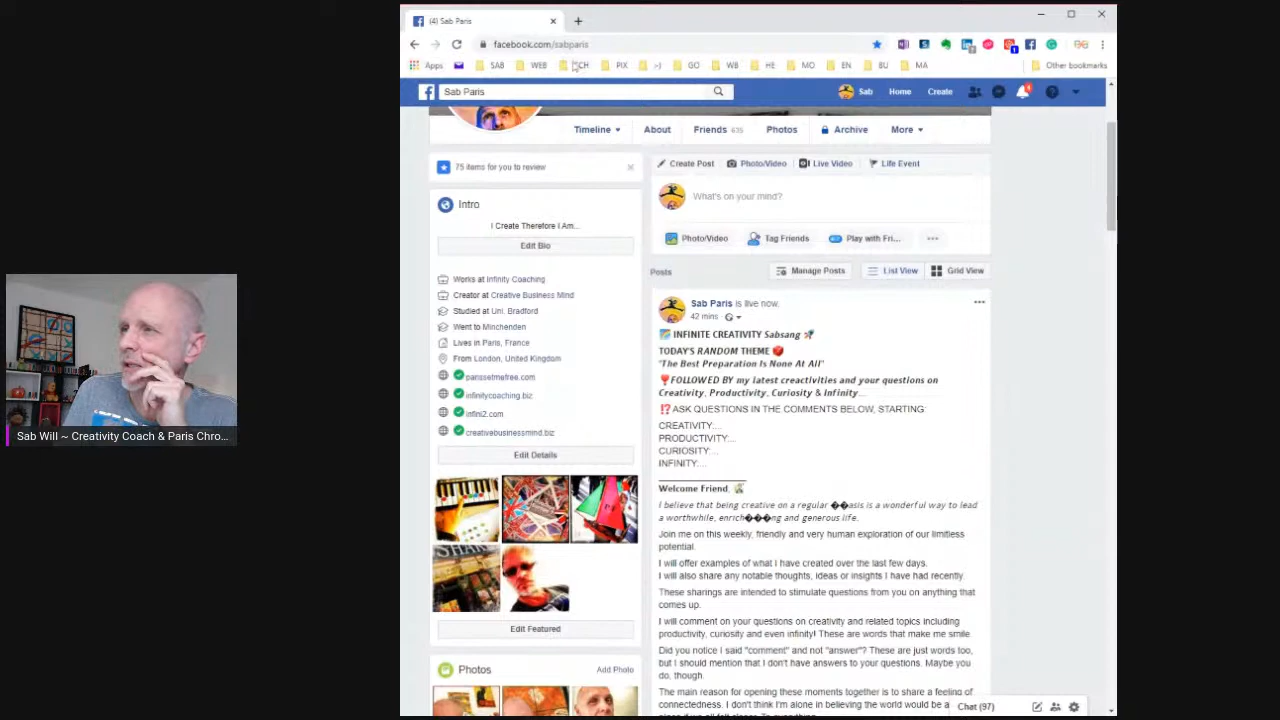 (4) Sab Paris
facebook.com/sabparis
Apps SAB WEB PIX :-) GO WB HE MO EN BU MA Other bookmarks
Sab Paris
Sab Home Create
4
Timeline About Friends 635 Photos Archive More
75 items for you to review
Intro
I Create Therefore I Am...
Edit Bio
Works at Infinity Coaching
Creator at Creative Business Mind
Studied at Uni. Bradford
Went to Minchenden
Lives in Paris, France
From London, United Kingdom
parissetmefree.com
infinitycoaching.biz
infini2.com
creativebusinessmind.biz
Edit Details
Edit Featured
Photos Add Photo
Create Post Photo/Video Live Video Life Event
What's on your mind?
Photo/Video Tag Friends Play with Fri...
Posts Manage Posts List View Grid View
Sab Paris is live now.
42 mins
INFINITE CREATIVITY Sabsang
TODAY'S RANDOM THEME
"The Best Preparation Is None At All"
FOLLOWED BY my latest creactivities and your questions on
Creativity, Productivity, Curiosity & Infinity...
⁉️ASK QUESTIONS IN THE COMMENTS BELOW, STARTING:
CREATIVITY:...
PRODUCTIVITY:...
CURIOSITY:...
INFINITY:...
Welcome Friend,
I believe that being creative on a regular ��asis is a wonderful way to lead
a worthwhile, enrich���ng and generous life.
Join me on this weekly, friendly and very human exploration of our limitless
potential.
I will offer examples of what I have created over the last few days.
I will also share any notable thoughts, ideas or insights I have had recently.
These sharings are intended to stimulate questions from you on anything that
comes up.
I will comment on your questions on creativity and related topics including
productivity, curiosity and even infinity! These are words that make me smile.
Did you notice I said "comment" and not "answer"? These are just words too,
but I should mention that I don't have answers to your questions. Maybe you
do, though.
The main reason for opening these moments together is to share a feeling of
connectedness. I don't think I'm alone in believing the world would be a
Chat (97)
Sab Will ~ Creativity Coach & Paris Chro...